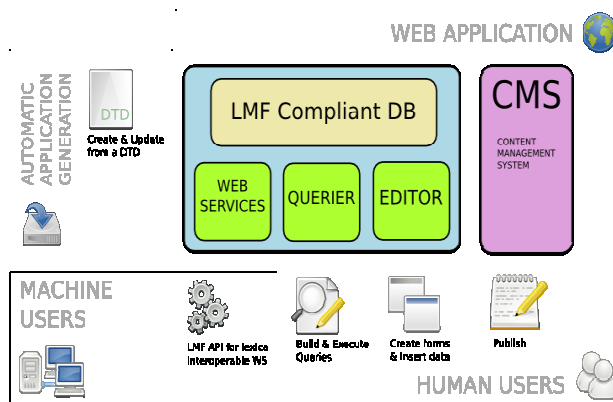 WEB APPLICATION
AUTOMATIC
APPLICATION
GENERATION
DTD
Create & Update
from a DTD
LMF Compliant DB
WEB
SERVICES
QUERIER
EDITOR
CMS
CONTENT
MANAGEMENT
SYSTEM
MACHINE
USERS
LMF API for lexica
interoperable WS
Build & Execute
Queries
Create forms
& insert data
Publish
HUMAN USERS